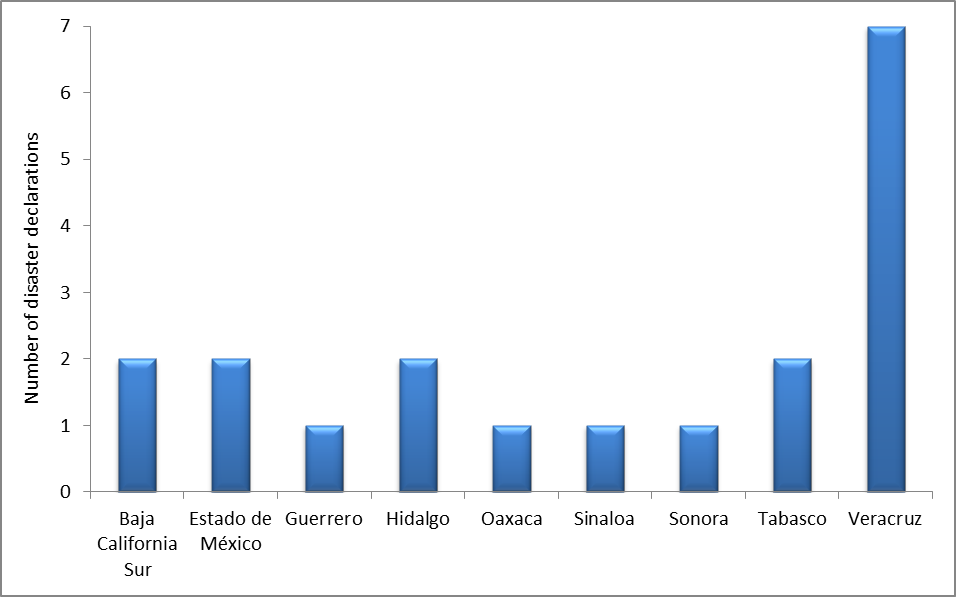 Number of disaster declarations
7
6
5
4
3
2
1
0
Baja California Sur
Estado de México
Guerrero
Hidalgo
Oaxaca
Sinaloa
Sonora
Tabasco
Veracruz